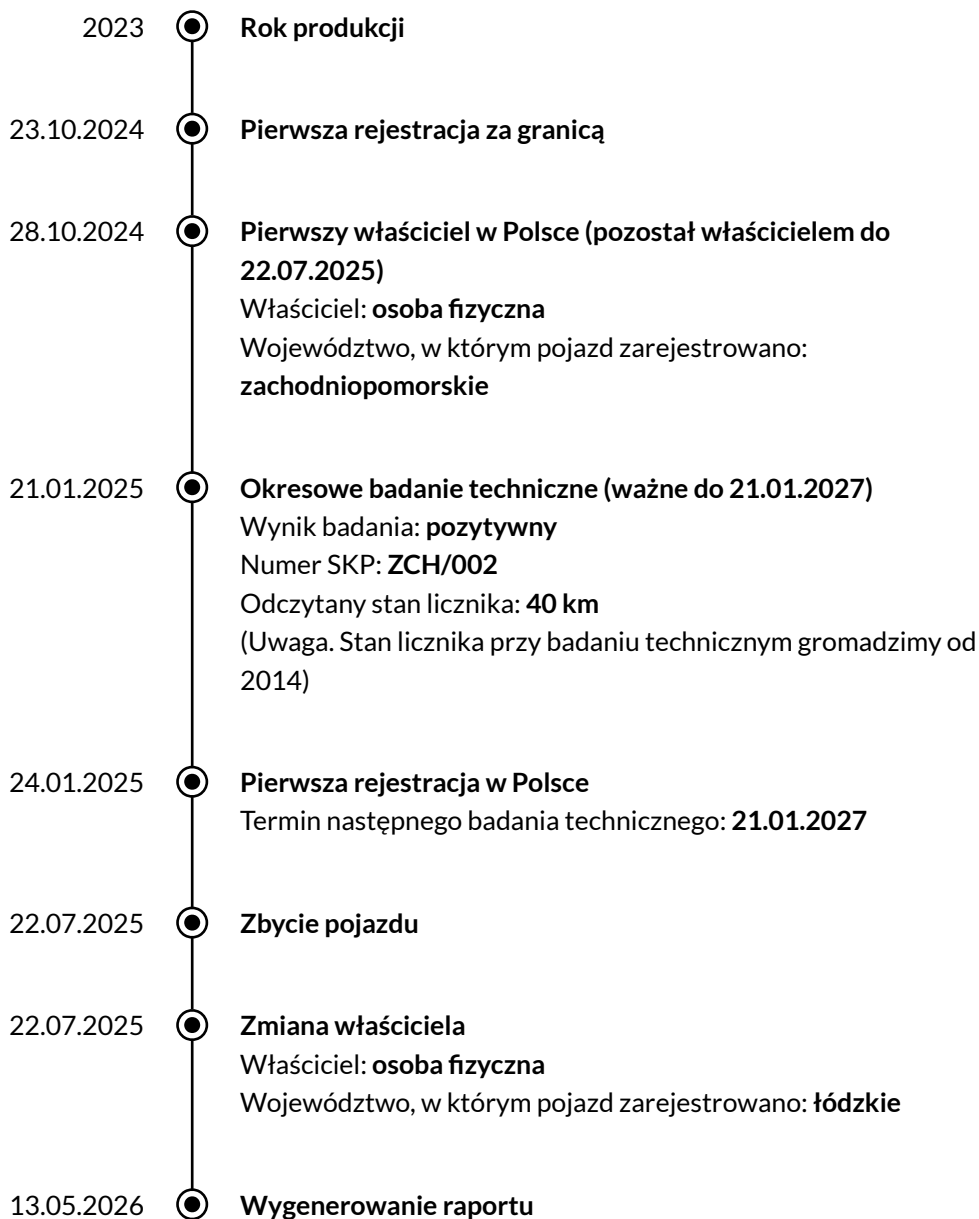 2023 Rok produkcji
23.10.2024 Pierwsza rejestracja za granicą
28.10.2024 Pierwszy właściciel w Polsce (pozostał właścicielem do
22.07.2025)
Właściciel: osoba fizyczna
Województwo, w którym pojazd zarejestrowano:
zachodniopomorskie
21.01.2025 Okresowe badanie techniczne (ważne do 21.01.2027)
Wynik badania: pozytywny
Numer SKP: ZCH/002
Odczytany stan licznika: 40 km
(Uwaga. Stan licznika przy badaniu technicznym gromadzimy od
2014)
24.01.2025 Pierwsza rejestracja w Polsce
Termin następnego badania technicznego: 21.01.2027
22.07.2025 Zbycie pojazdu
22.07.2025 Zmiana właściciela
Właściciel: osoba fizyczna
Województwo, w którym pojazd zarejestrowano: łódzkie
13.05.2026 Wygenerowanie raportu